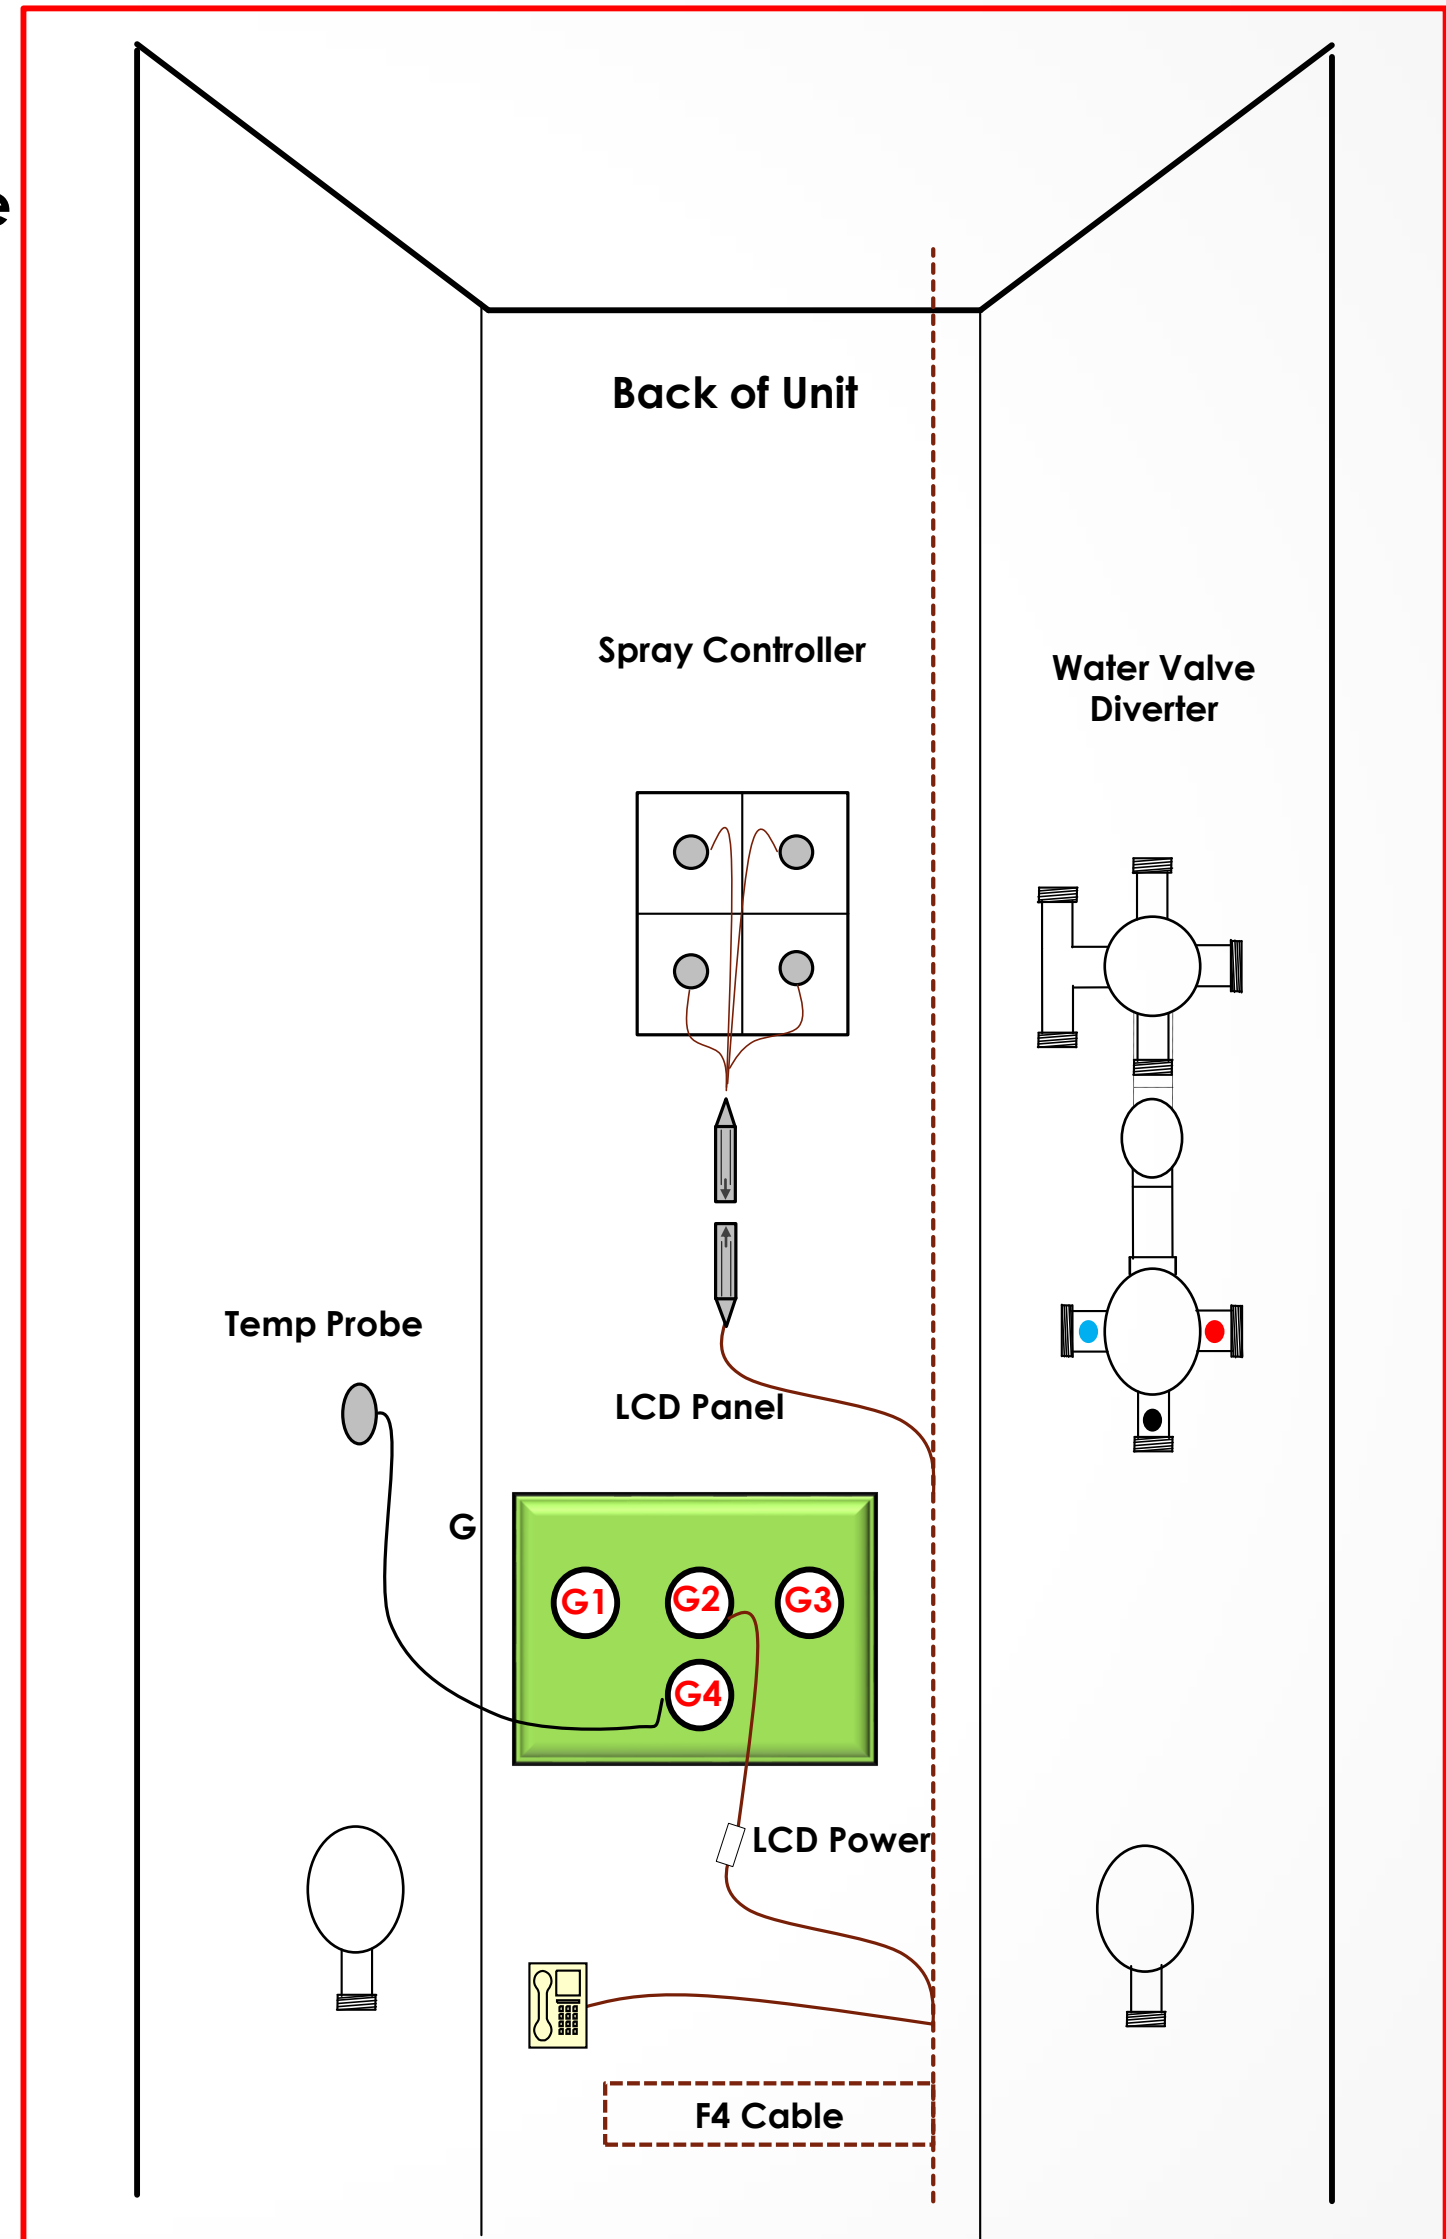 e
Back of Unit
Spray Controller
Water Valve
Diverter
Temp Probe
LCD Panel
G
G1
G2
G3
G4
LCD Power
F4 Cable